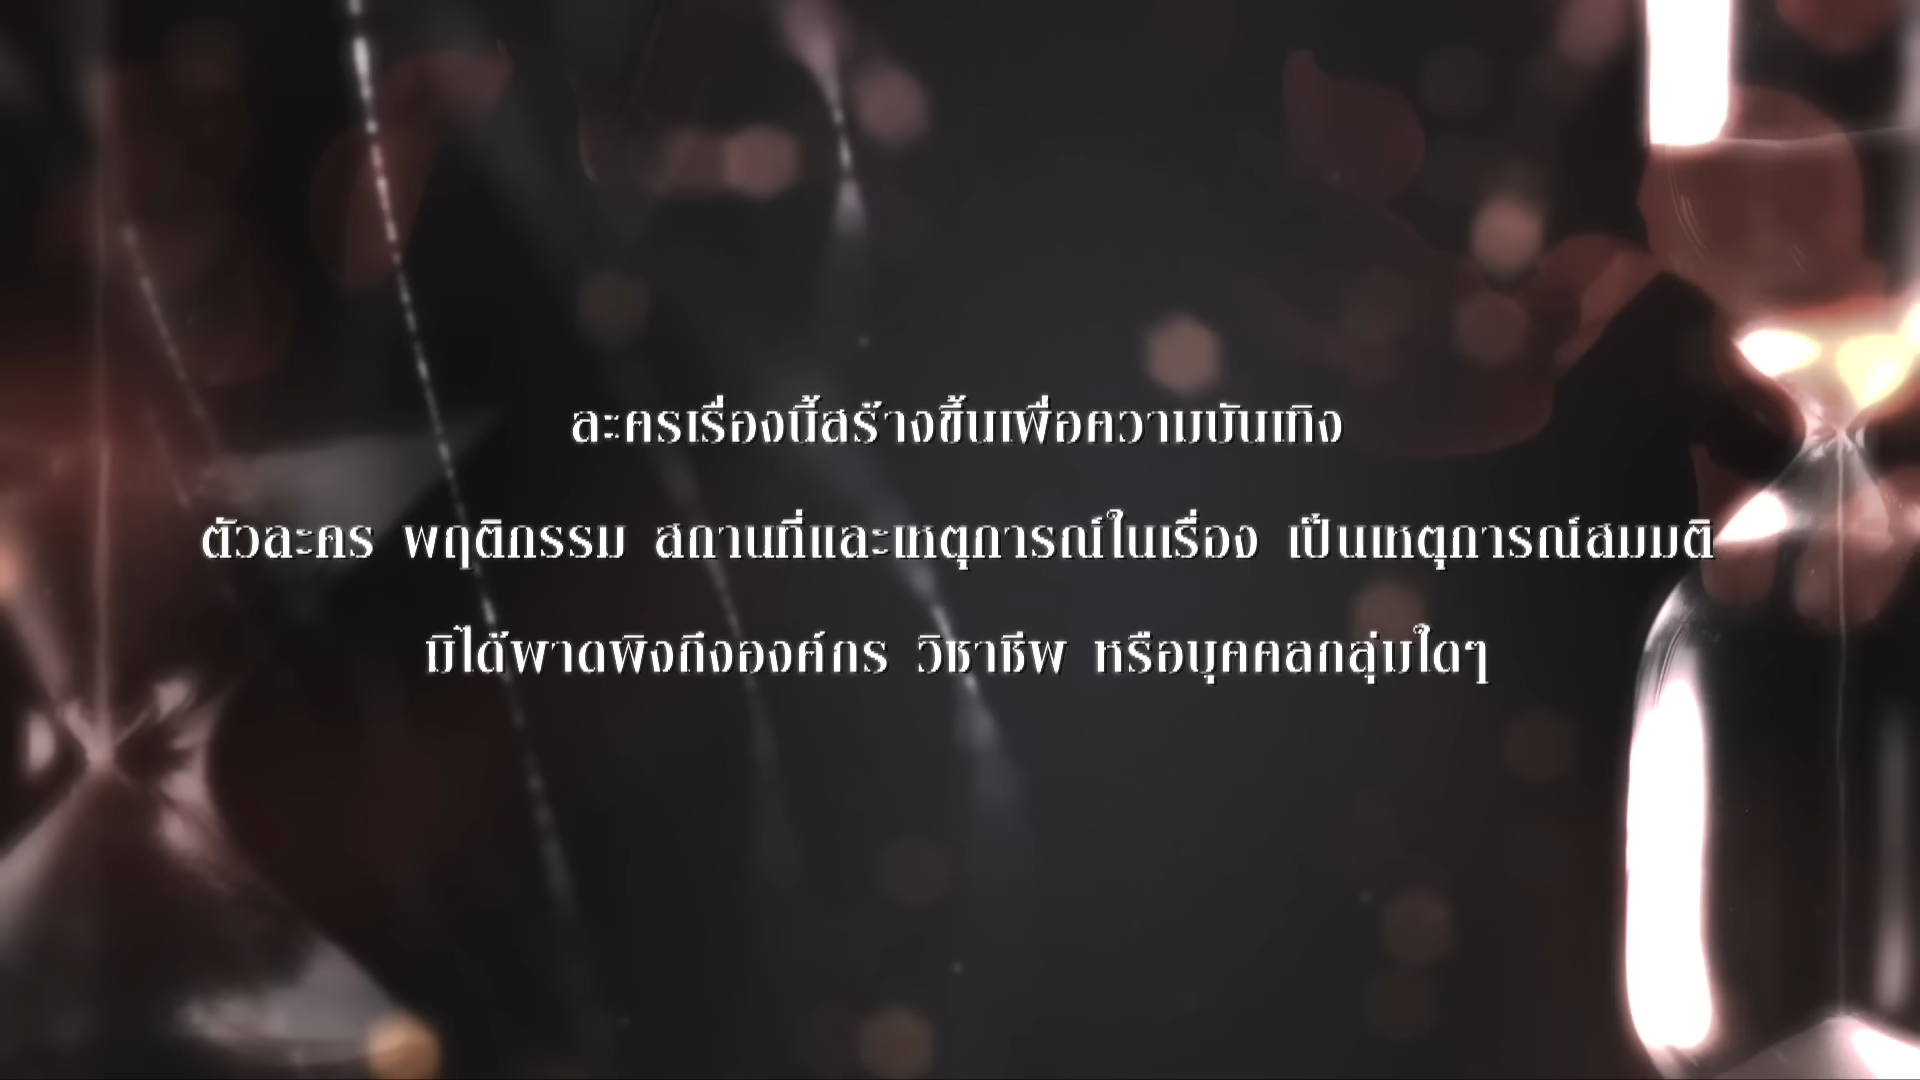 ละครเรื่องนี้สร้างขึ้นเพื่อความบันเทิง
ตัวละคร พฤติกรรม สถานที่และเหตุการณ์ในเรื่อง เป็นเหตุการณ์สมมติ
มิได้พาดพิงถึงองค์กร วิชาชีพ หรือบุคคลกลุ่มใดๆ